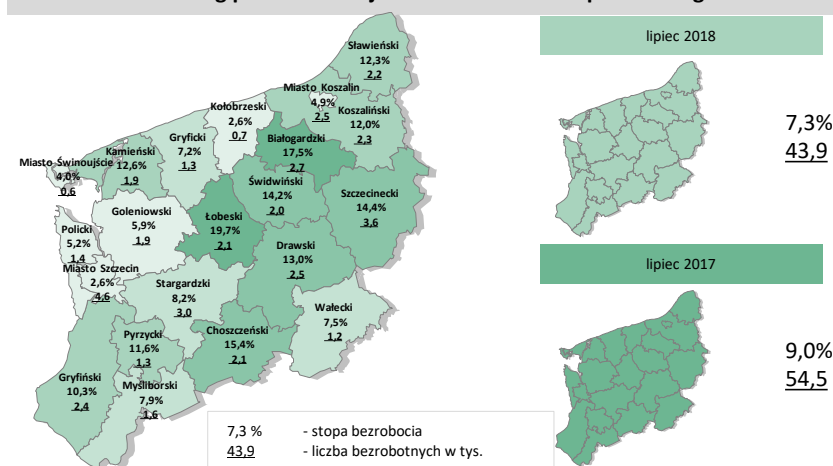 Sławieński
12,3%
2,2
Miasto Koszalin
4,9%
2,5
Koszaliński
12,0%
2,3
Kołobrzeski
2,6%
0,7
Gryficki
7,2%
1,3
Białogardzki
17,5%
2,7
Kamieński
12,6%
1,9
Miasto Świnoujście
4,0%
0,6
Świdwiński
14,2%
2,0
Szczecinecki
14,4%
3,6
Goleniowski
5,9%
1,9
Łobeski
19,7%
2,1
Policki
5,2%
1,4
Drawski
13,0%
2,5
Miasto Szczecin
2,6%
4,6
Stargardzki
8,2%
3,0
Wałecki
7,5%
1,2
Choszczeński
15,4%
2,1
Pyrzycki
11,6%
1,3
Gryfiński
10,3%
2,4
Myśliborski
7,9%
1,6
7,3 % - stopa bezrobocia
43,9 - liczba bezrobotnych w tys.
lipiec 2018
7,3%
43,9
lipiec 2017
9,0%
54,5